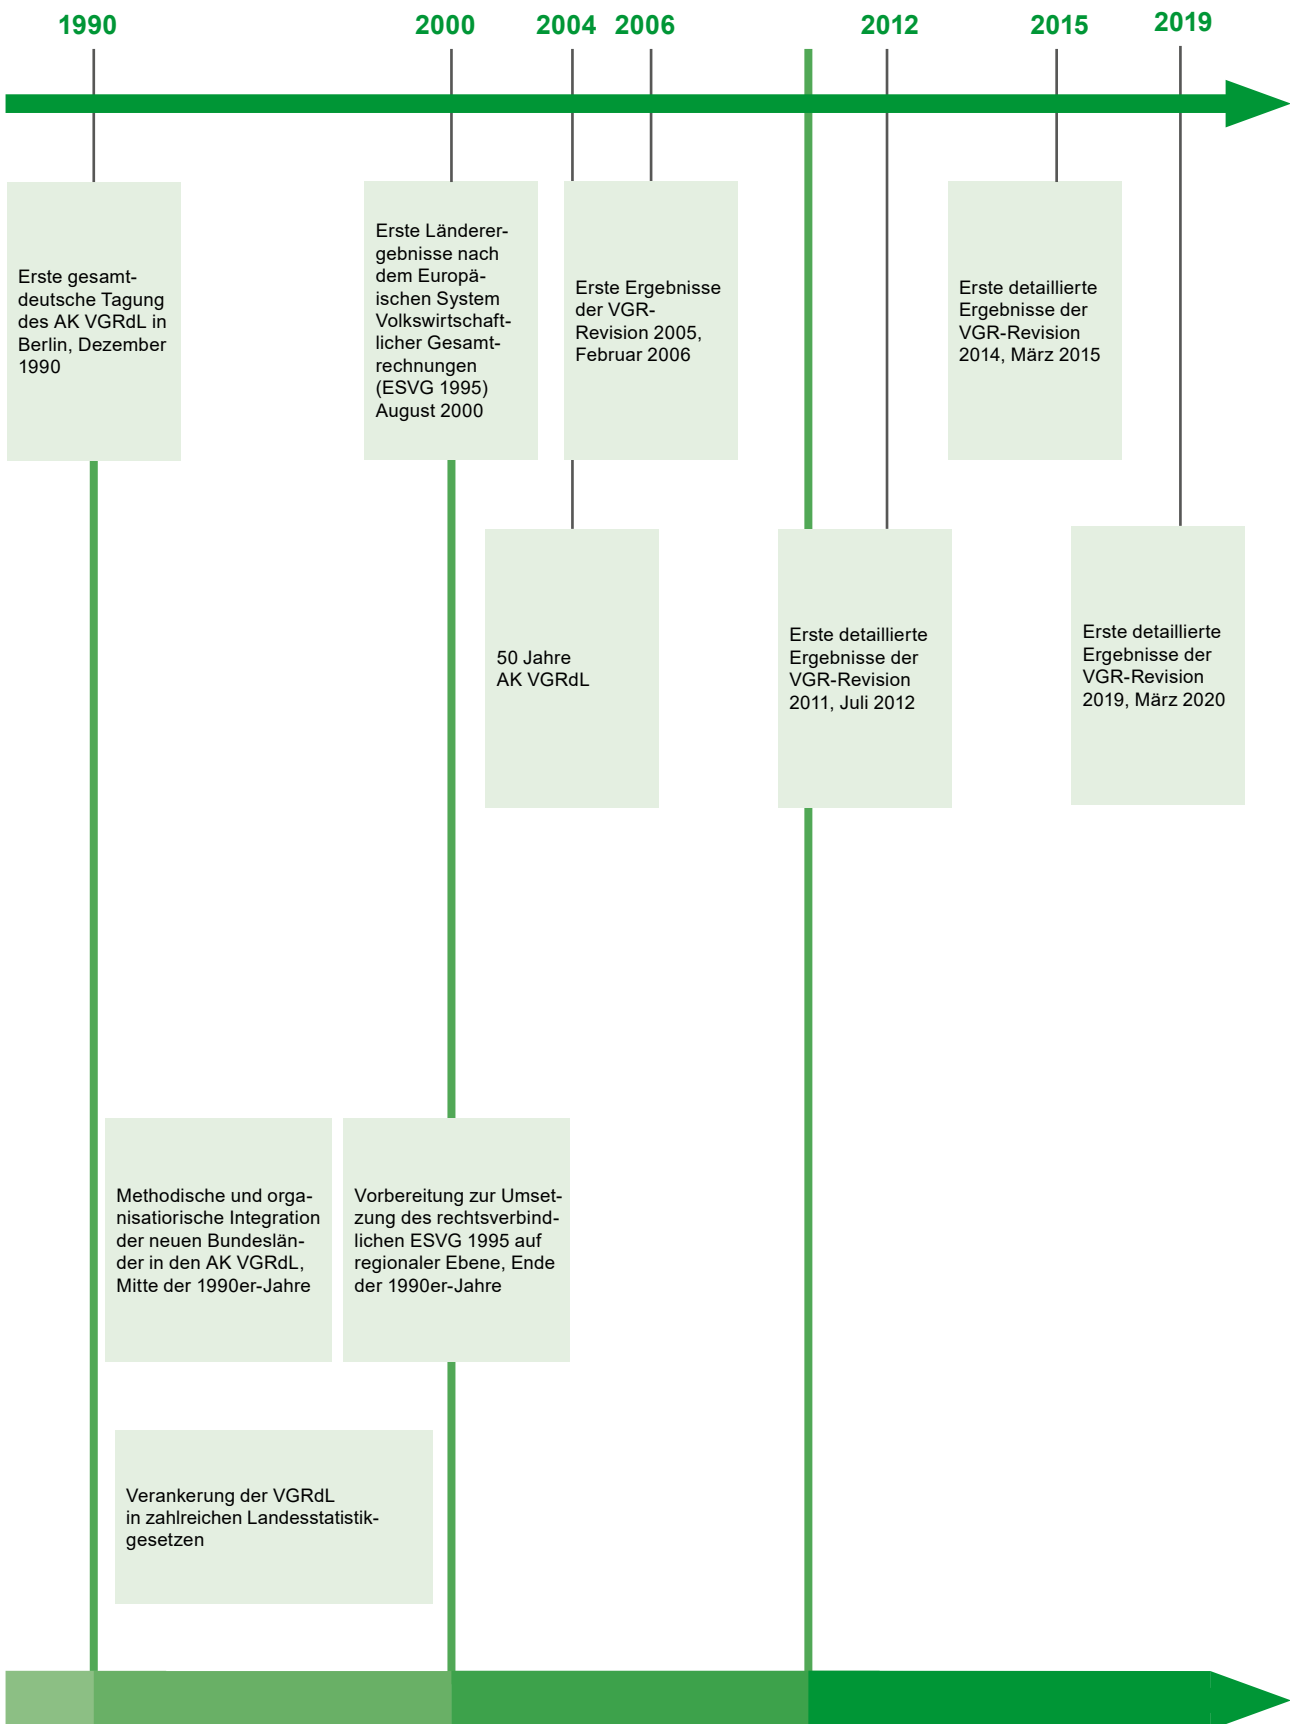 1990 2000 2004 2006 2012 2015 2019
Erste gesamt-
deutsche Tagung
des AK VGRdL in
Berlin, Dezember
1990
Erste Länderer-
gebnisse nach
dem Europä-
ischen System
Volkswirtschaft-
licher Gesamt-
rechnungen
(ESVG 1995)
August 2000
Erste Ergebnisse
der VGR-
Revision 2005,
Februar 2006
Erste detaillierte
Ergebnisse der
VGR-Revision
2014, März 2015
50 Jahre
AK VGRdL
Erste detaillierte
Ergebnisse der
VGR-Revision
2011, Juli 2012
Erste detaillierte
Ergebnisse der
VGR-Revision
2019, März 2020
Methodische und orga-
nisatiorische Integration
der neuen Bundeslän-
der in den AK VGRdL,
Mitte der 1990er-Jahre
Vorbereitung zur Umset-
zung des rechtsverbind-
lichen ESVG 1995 auf
regionaler Ebene, Ende
der 1990er-Jahre
Verankerung der VGRdL
in zahlreichen Landesstatistik-
gesetzen